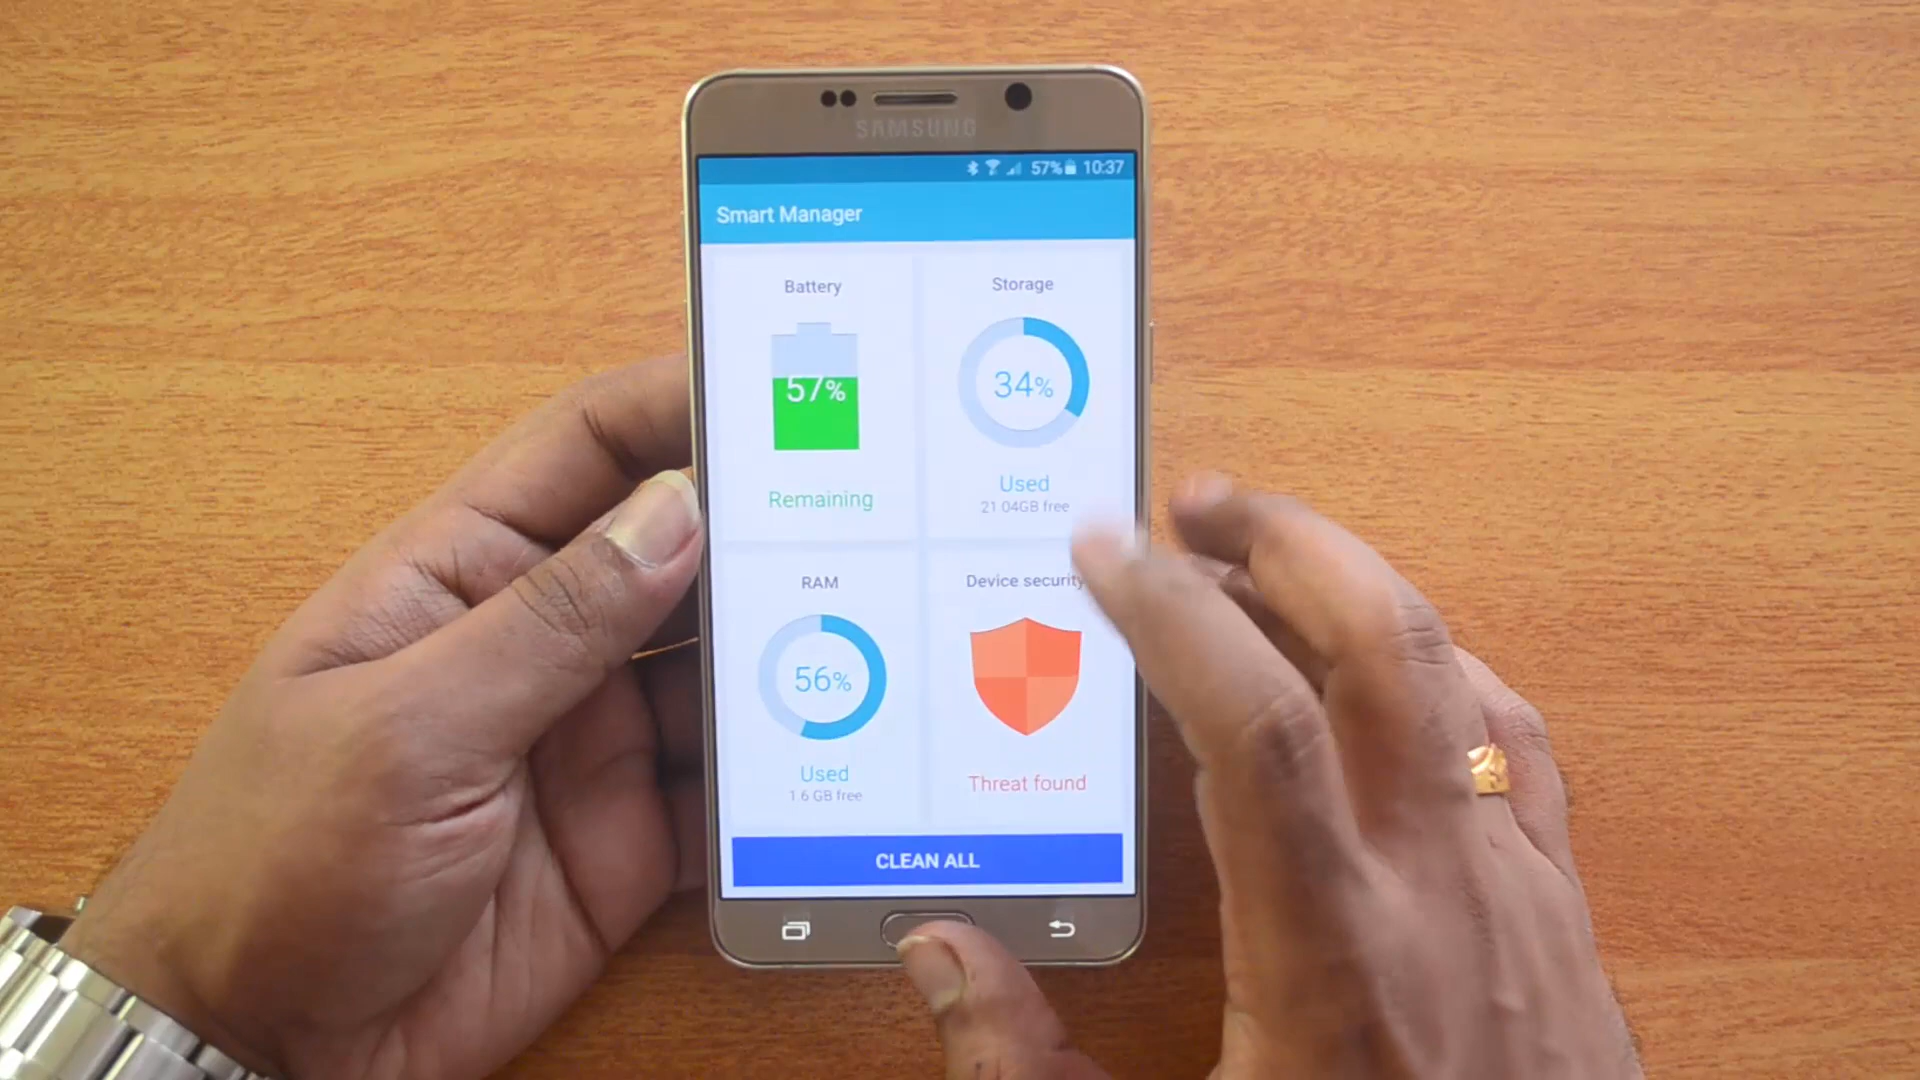 SAMSUNG
57% 10:37
Smart Manager
Battery
57%
Remaining
Storage
34%
Used
21 04GB free
RAM
56%
Used
1.6 GB free
Device security
Threat found
CLEAN ALL